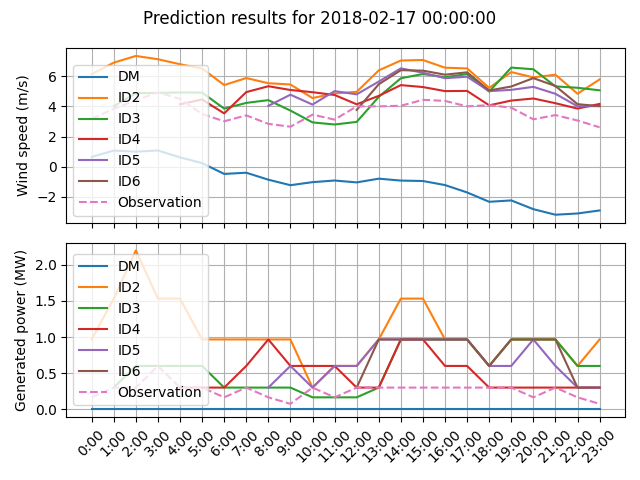 Prediction results for 2018-02-17 00:00:00
Wind speed (m/s)
6
4
2
0
−2
DM
ID2
ID3
ID4
ID5
ID6
Observation
Generated power (MW)
2.0
1.5
1.0
0.5
0.0
DM
ID2
ID3
ID4
ID5
ID6
Observation
0:00
1:00
2:00
3:00
4:00
5:00
6:00
7:00
8:00
9:00
10:00
11:00
12:00
13:00
14:00
15:00
16:00
17:00
18:00
19:00
20:00
21:00
22:00
23:00